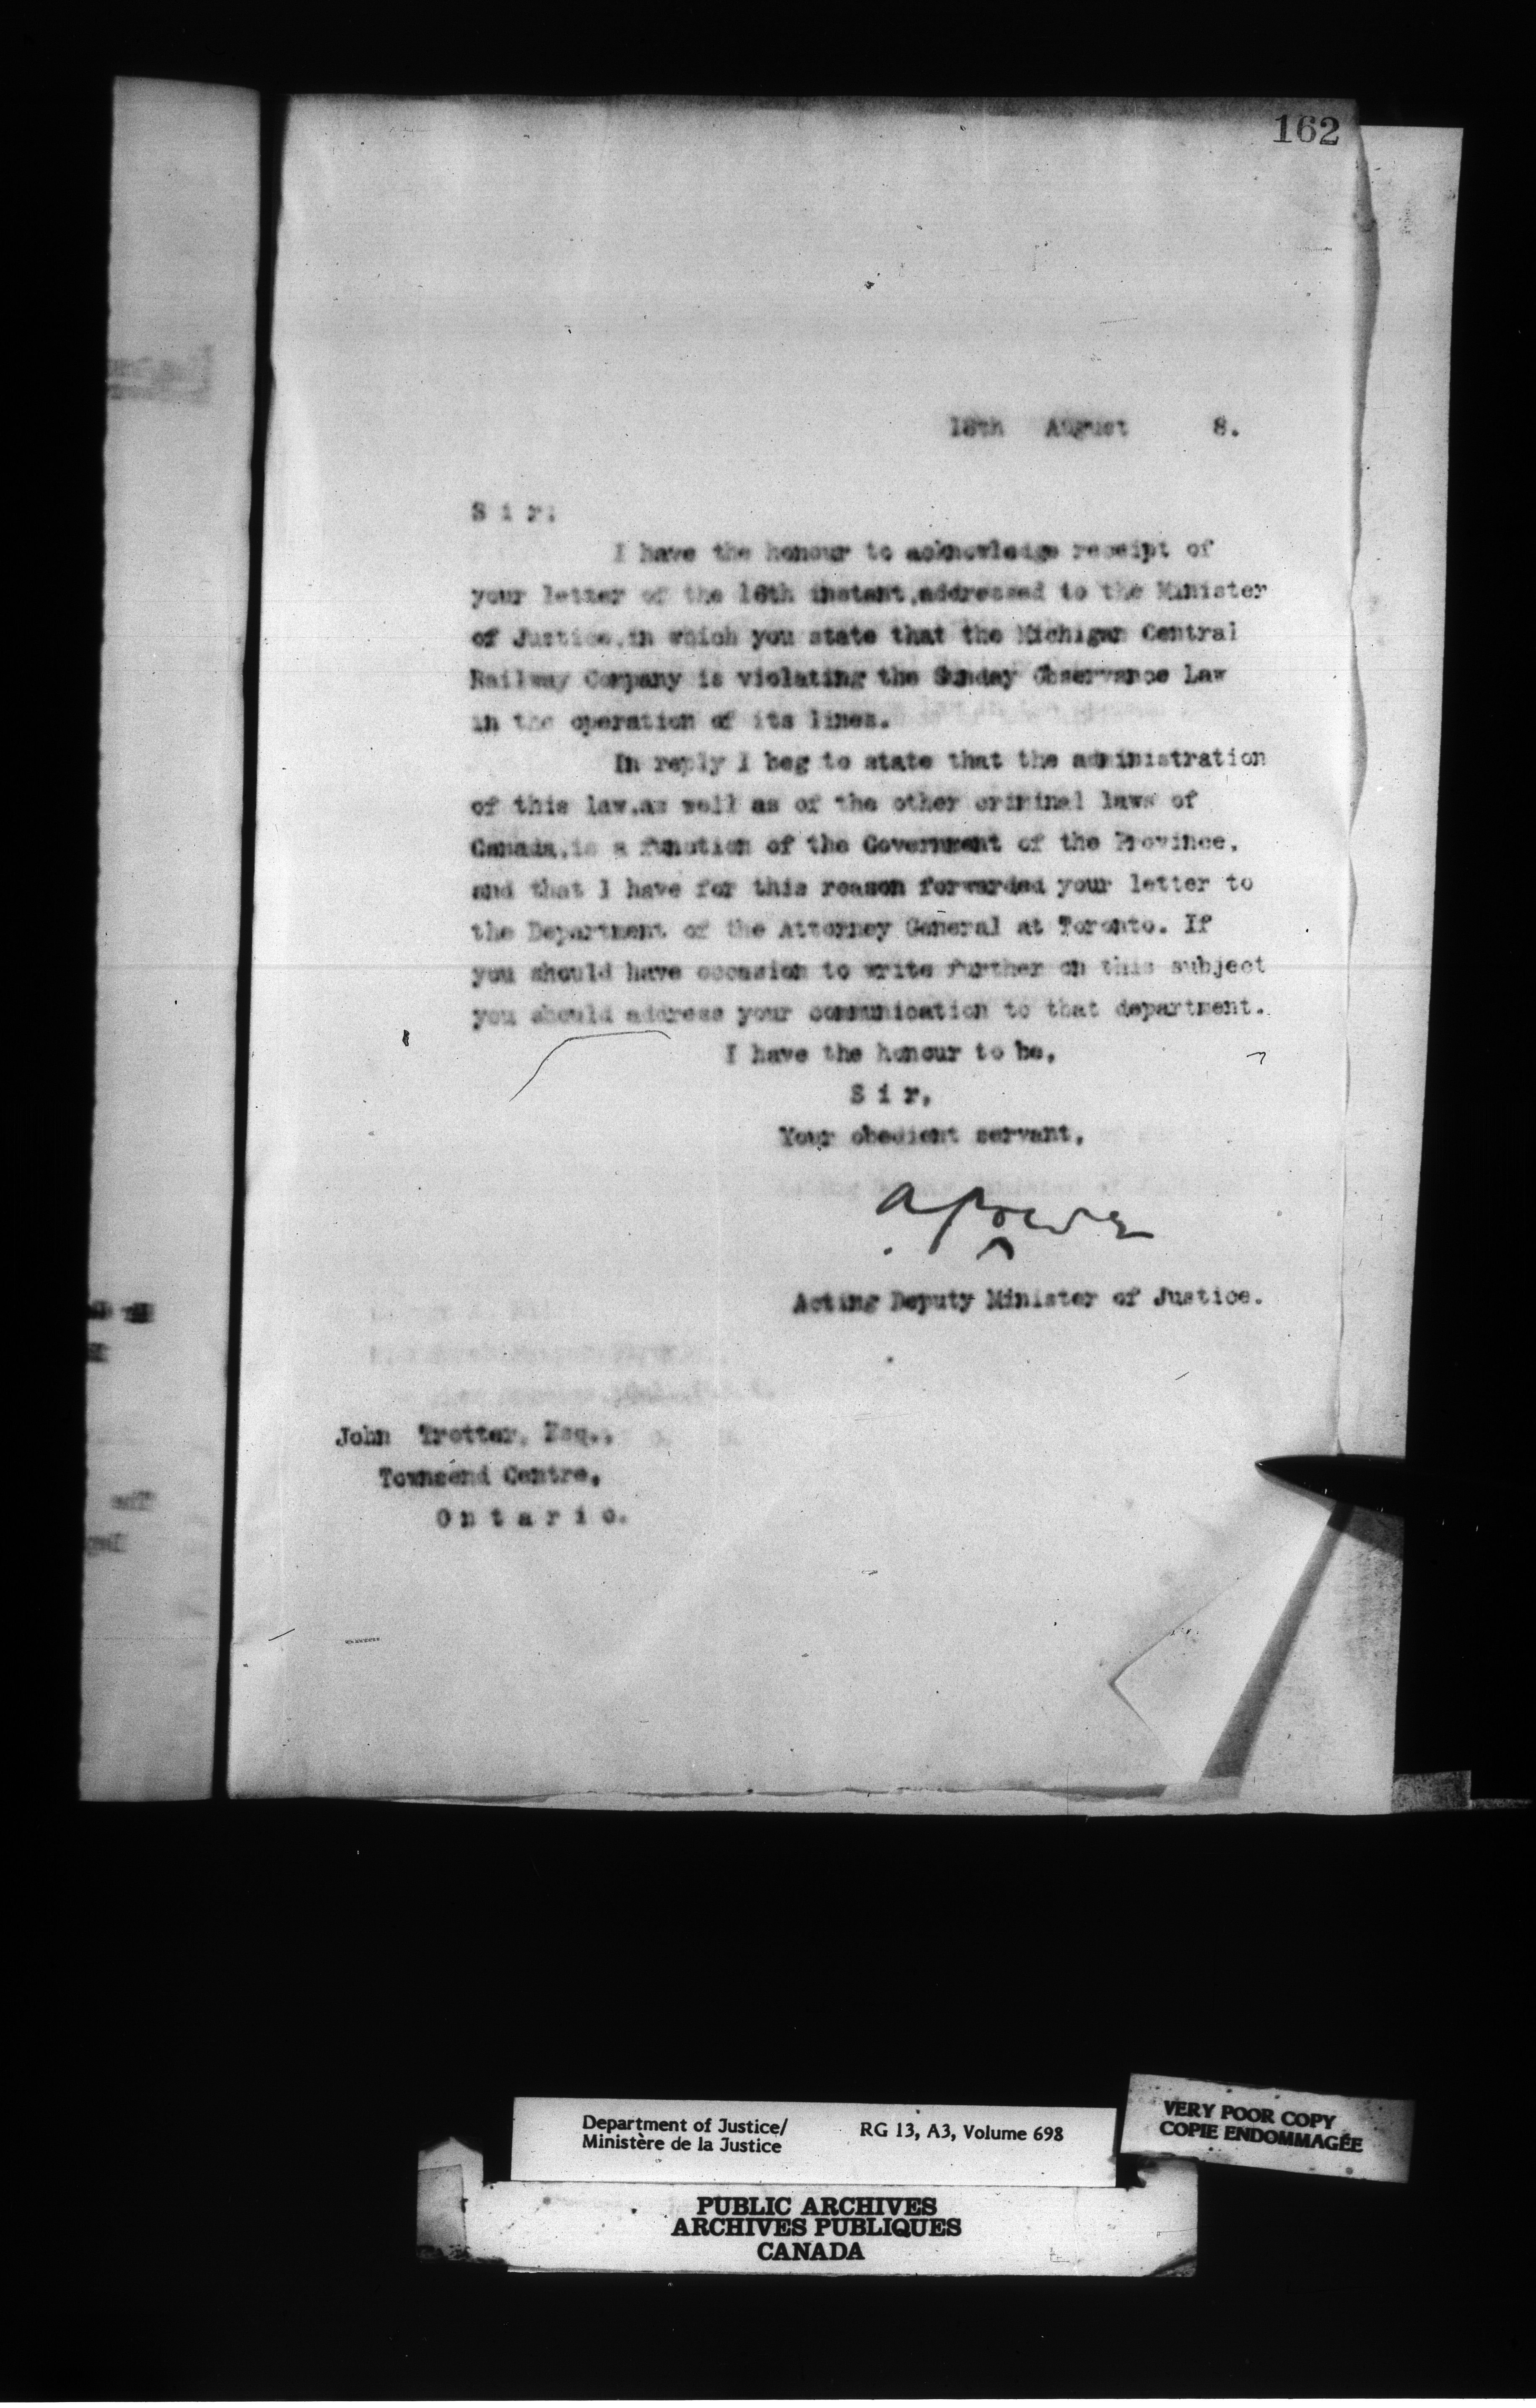 162
18th August 8.
S i r:
I have the honour to acknowledge receipt of
your letter of the 16th instant,addressed to the Minister
of Justice,in which you state that the Michigan Central
Railway Company is violating the Sunday Observance Law
in the operation of its lines.
In reply I beg to state that the administration
of this law,as well as of the other criminal laws of
Canada,is a function of the Government of the Province,
and that I have for this reason forwarded your letter to
the Department of the Attorney General at Toronto. If
you should have occasion to write further on this subject
you should address your communication to that department.
I have the honour to be,
S i r,
Your obedient servant,
A Power
Acting Deputy Minister of Justice.
John Trotter, Esq.,
Townsend Centre,
O n t a r i o.
Department of Justice/ RG 13, A3, Volume 698
Ministère de la Justice
VERY POOR COPY
COPIE ENDOMMAGÉE
PUBLIC ARCHIVES
ARCHIVES PUBLIQUES
CANADA